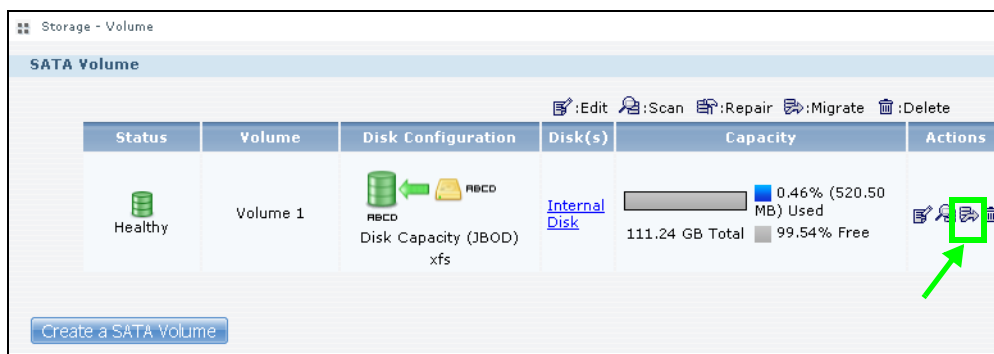 Storage - Volume
SATA Volume
:Edit :Scan :Repair :Migrate :Delete
Status Volume Disk Configuration Disk(s) Capacity Actions
ABCD
ABCD
Healthy
Volume 1
Disk Capacity (JBOD)
xfs
Internal
Disk
111.24 GB Total
0.46% (520.50
MB) Used
99.54% Free
Create a SATA Volume